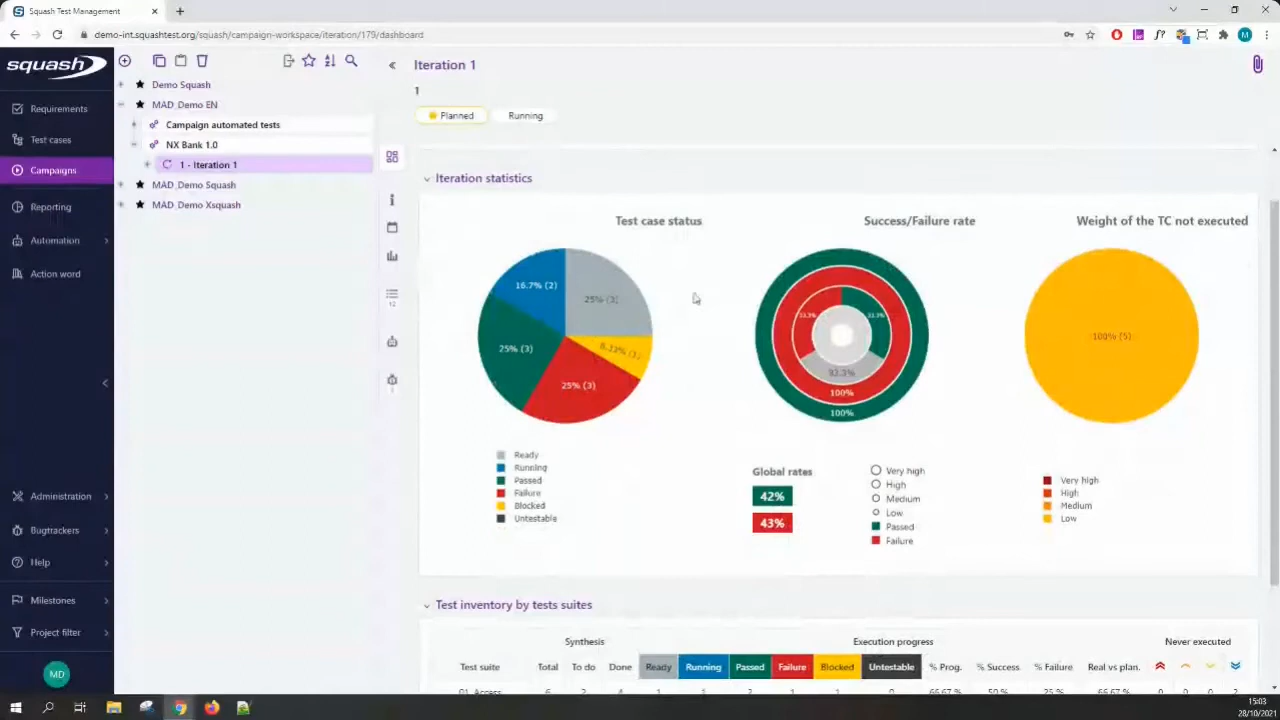 Squash Test Management
demo-int.squashtest.org/squash/campaign-workspace/iteration/179/dashboard
squash
Requirements
Test cases
Campaigns
Reporting
Automation
Action word
Administration
Bugtrackers
Help
Milestones
Project filter
MD
Demo Squash
MAD_Demo EN
Campaign automated tests
NX Bank 1.0
1 - Iteration 1
MAD_Demo Squash
MAD_Demo Xsquash
Iteration 1
1
Planned
Running
Iteration statistics
Test case status
Success/Failure rate
Weight of the TC not executed
16.7% (2)
25% (3)
25% (3)
25% (3)
33.3%
100%
100%
100% (5)
Ready
Running
Passed
Failure
Blocked
Untestable
Global rates
42%
43%
Very high
High
Medium
Low
Passed
Failure
Very high
High
Medium
Low
Test inventory by tests suites
Synthesis
Execution progress
Never executed
Test suite
Total
To do
Done
Ready
Running
Passed
Failure
Blocked
Untestable
% Prog.
% Success
% Failure
Real vs plan.
15:03
28/10/2021